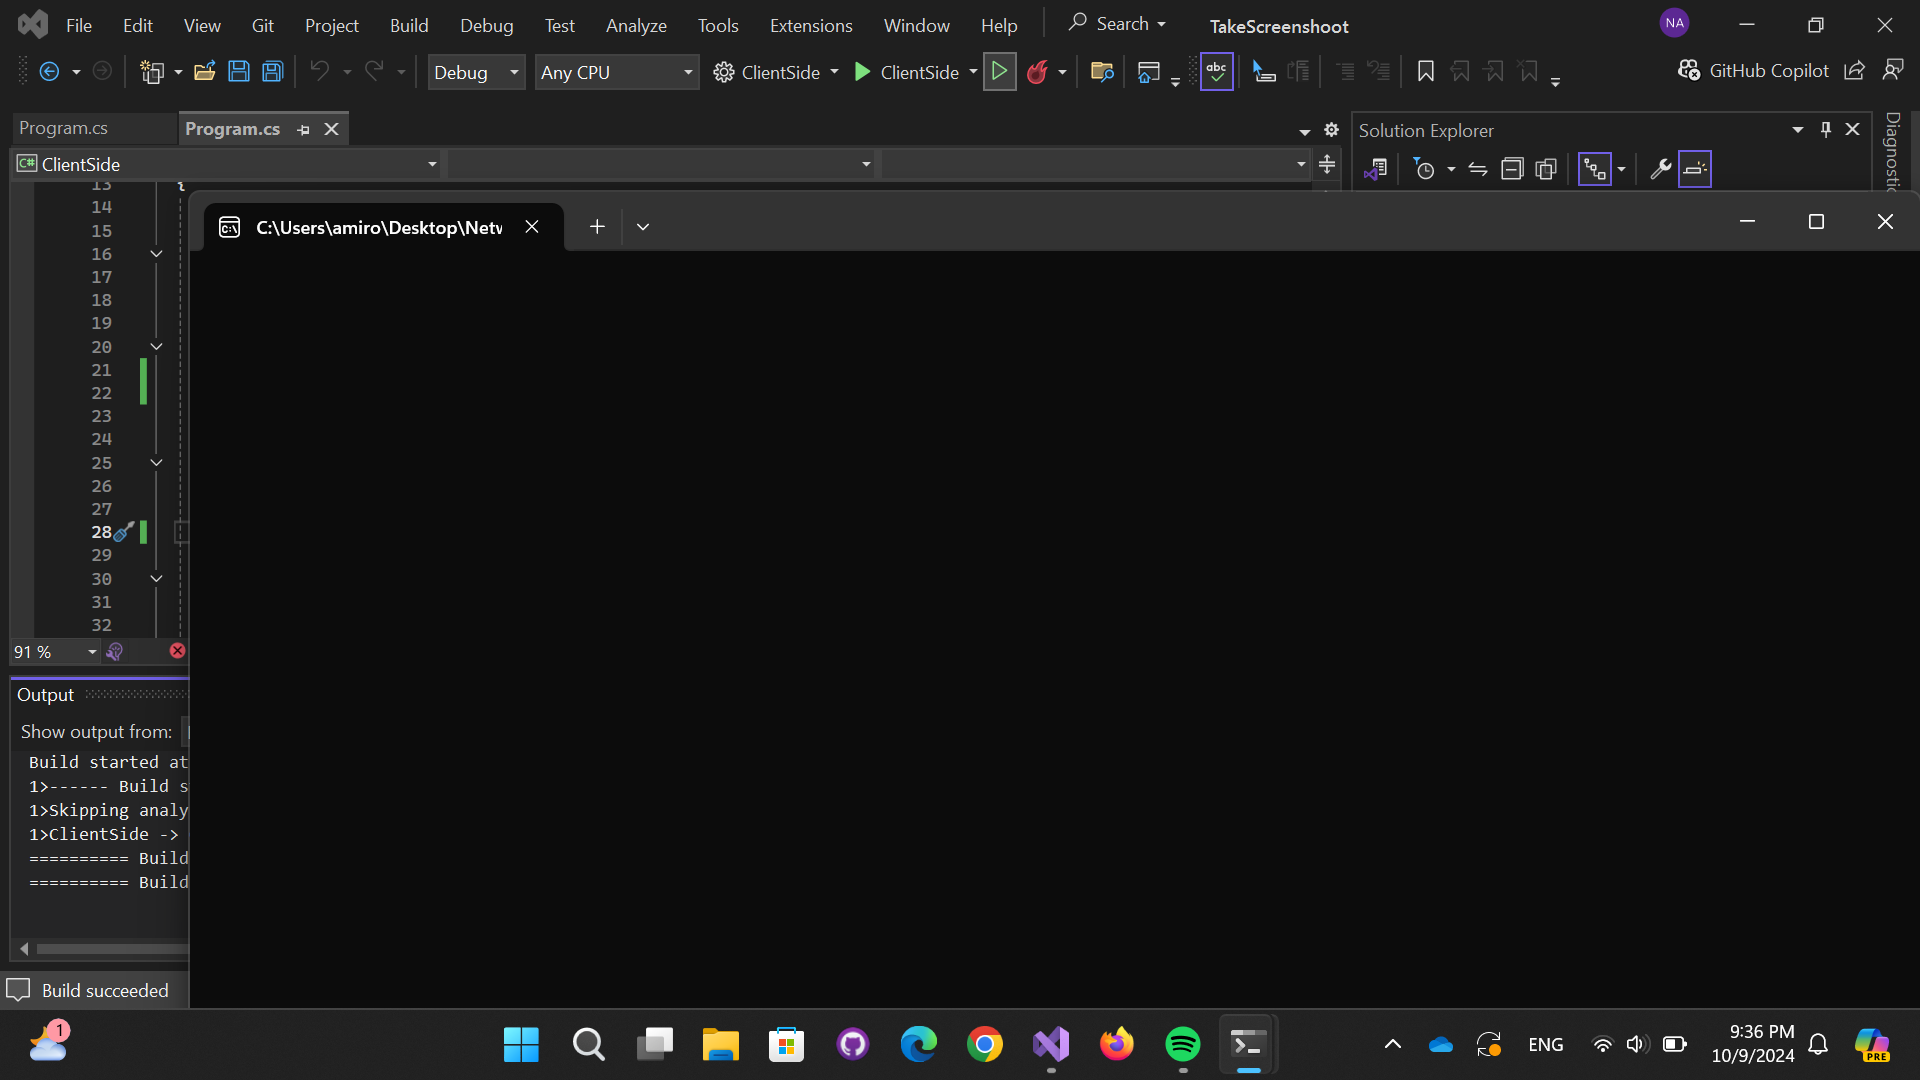 File Edit View Git Project Build Debug Test Analyze Tools Extensions Window Help Search TakeScreenshoot NA
Debug Any CPU ClientSide ClientSide abc GitHub Copilot
Program.cs Program.cs Solution Explorer Diagnostic
C# ClientSide
13 {
14
15
16
17
18
19
20
21
22
23
24
25
26
27
28
29
30
31
32
C:\Users\amiro\Desktop\Netw
91 %
Output
Show output from:
Build started at
1>------ Build s
1>Skipping analy
1>ClientSide ->
========== Build
========== Build
Build succeeded
1
ENG
9:36 PM
10/9/2024
PRE